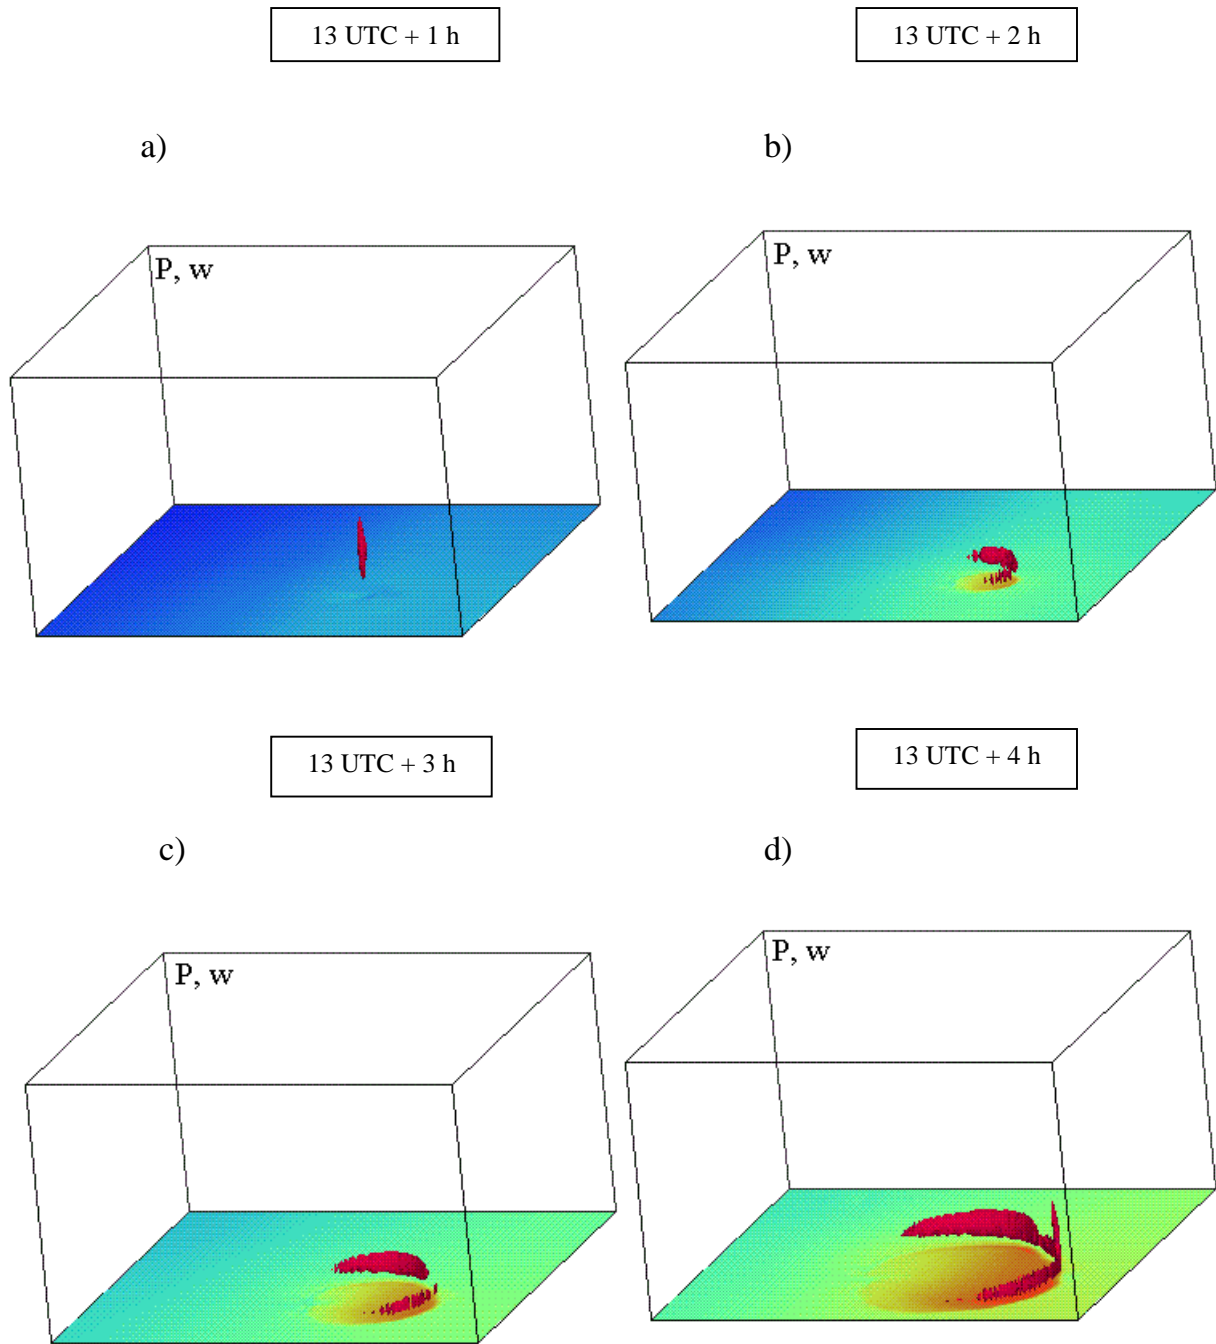 13 UTC + 1 h
13 UTC + 2 h
a)
b)
P, w
P, w
13 UTC + 3 h
13 UTC + 4 h
c)
d)
P, w
P, w